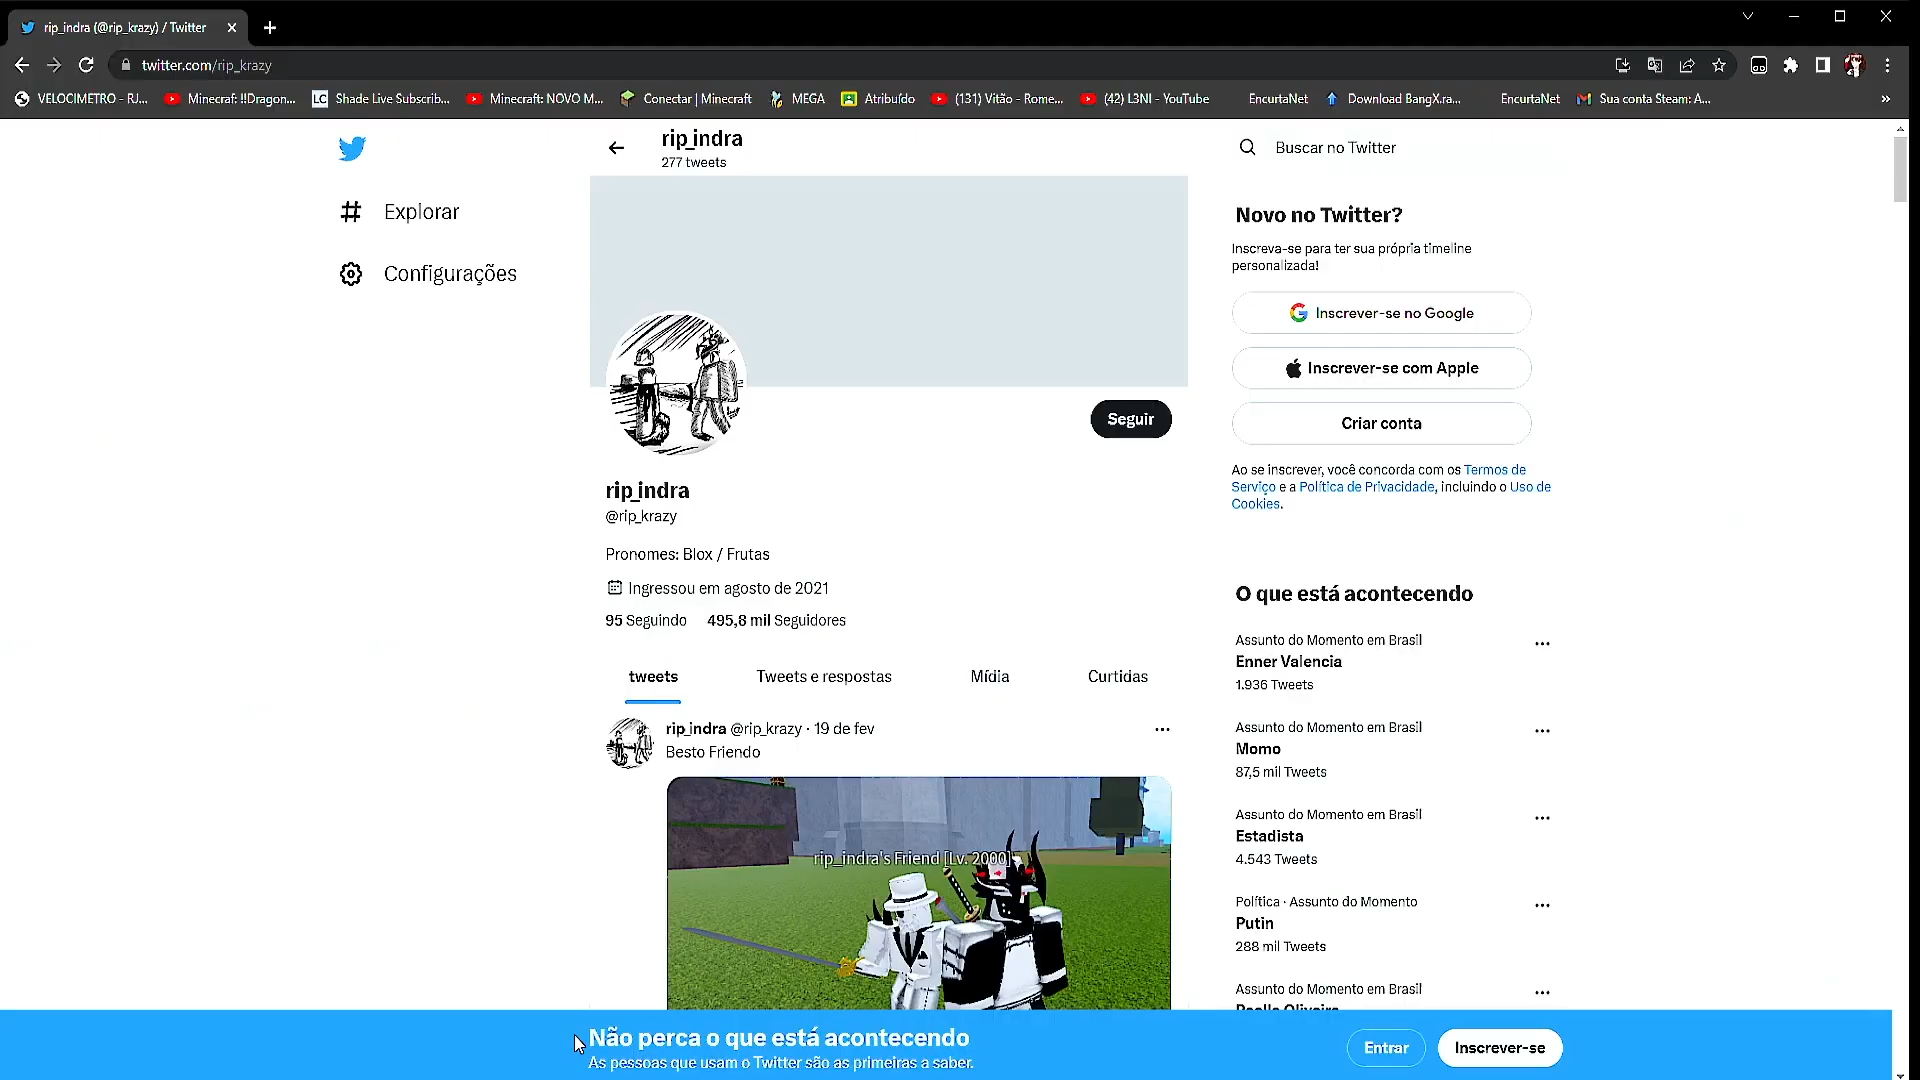 rip_indra (@rip_krazy) / Twitter
twitter.com/rip_krazy
VELOCIMETRO - RJ...
Minecraf: !!Dragon...
LC Shade Live Subscrib...
Minecraft: NOVO M...
Conectar | Minecraft
MEGA
Atribuído
(131) Vitão - Rome...
(42) L3NI - YouTube
EncurtaNet
Download BangX.ra...
EncurtaNet
Sua conta Steam: A...
Explorar
Configurações
rip_indra
277 tweets
Seguir
rip_indra
@rip_krazy
Pronomes: Blox / Frutas
Ingressou em agosto de 2021
95 Seguindo 495,8 mil Seguidores
tweets Tweets e respostas Mídia Curtidas
rip_indra @rip_krazy · 19 de fev
Besto Friendo
rip_indra's Friend [Lv. 2000]
Buscar no Twitter
Novo no Twitter?
Inscreva-se para ter sua própria timeline
personalizada!
Inscrever-se no Google
Inscrever-se com Apple
Criar conta
Ao se inscrever, você concorda com os Termos de
Serviço e a Política de Privacidade, incluindo o Uso de
Cookies.
O que está acontecendo
Assunto do Momento em Brasil
Enner Valencia
1.936 Tweets
Assunto do Momento em Brasil
Momo
87,5 mil Tweets
Assunto do Momento em Brasil
Estadista
4.543 Tweets
Política · Assunto do Momento
Putin
288 mil Tweets
Assunto do Momento em Brasil
Não perca o que está acontecendo
As pessoas que usam o Twitter são as primeiras a saber.
Entrar
Inscrever-se